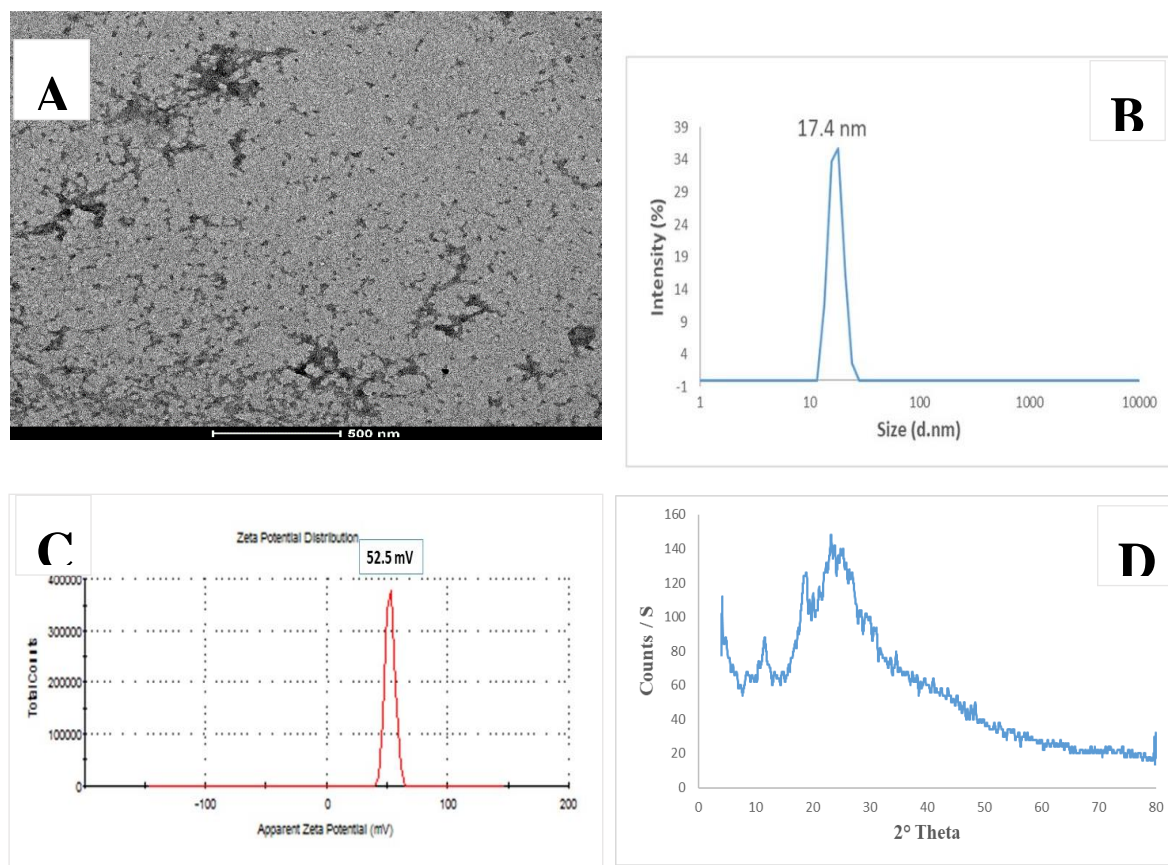 A
500 nm
B
17.4 nm
39
34
29
24
19
14
9
4
-1
Intensity (%)
1 10 100 1000 10000
Size (d.nm)
C
Zeta Potential Distribution
52.5 mV
400000
300000
200000
100000
0
Total Counts
-100 0 100 200
Apparent Zeta Potential (mV)
D
160
140
120
100
80
60
40
20
0
Counts / S
0 10 20 30 40 50 60 70 80
2° Theta